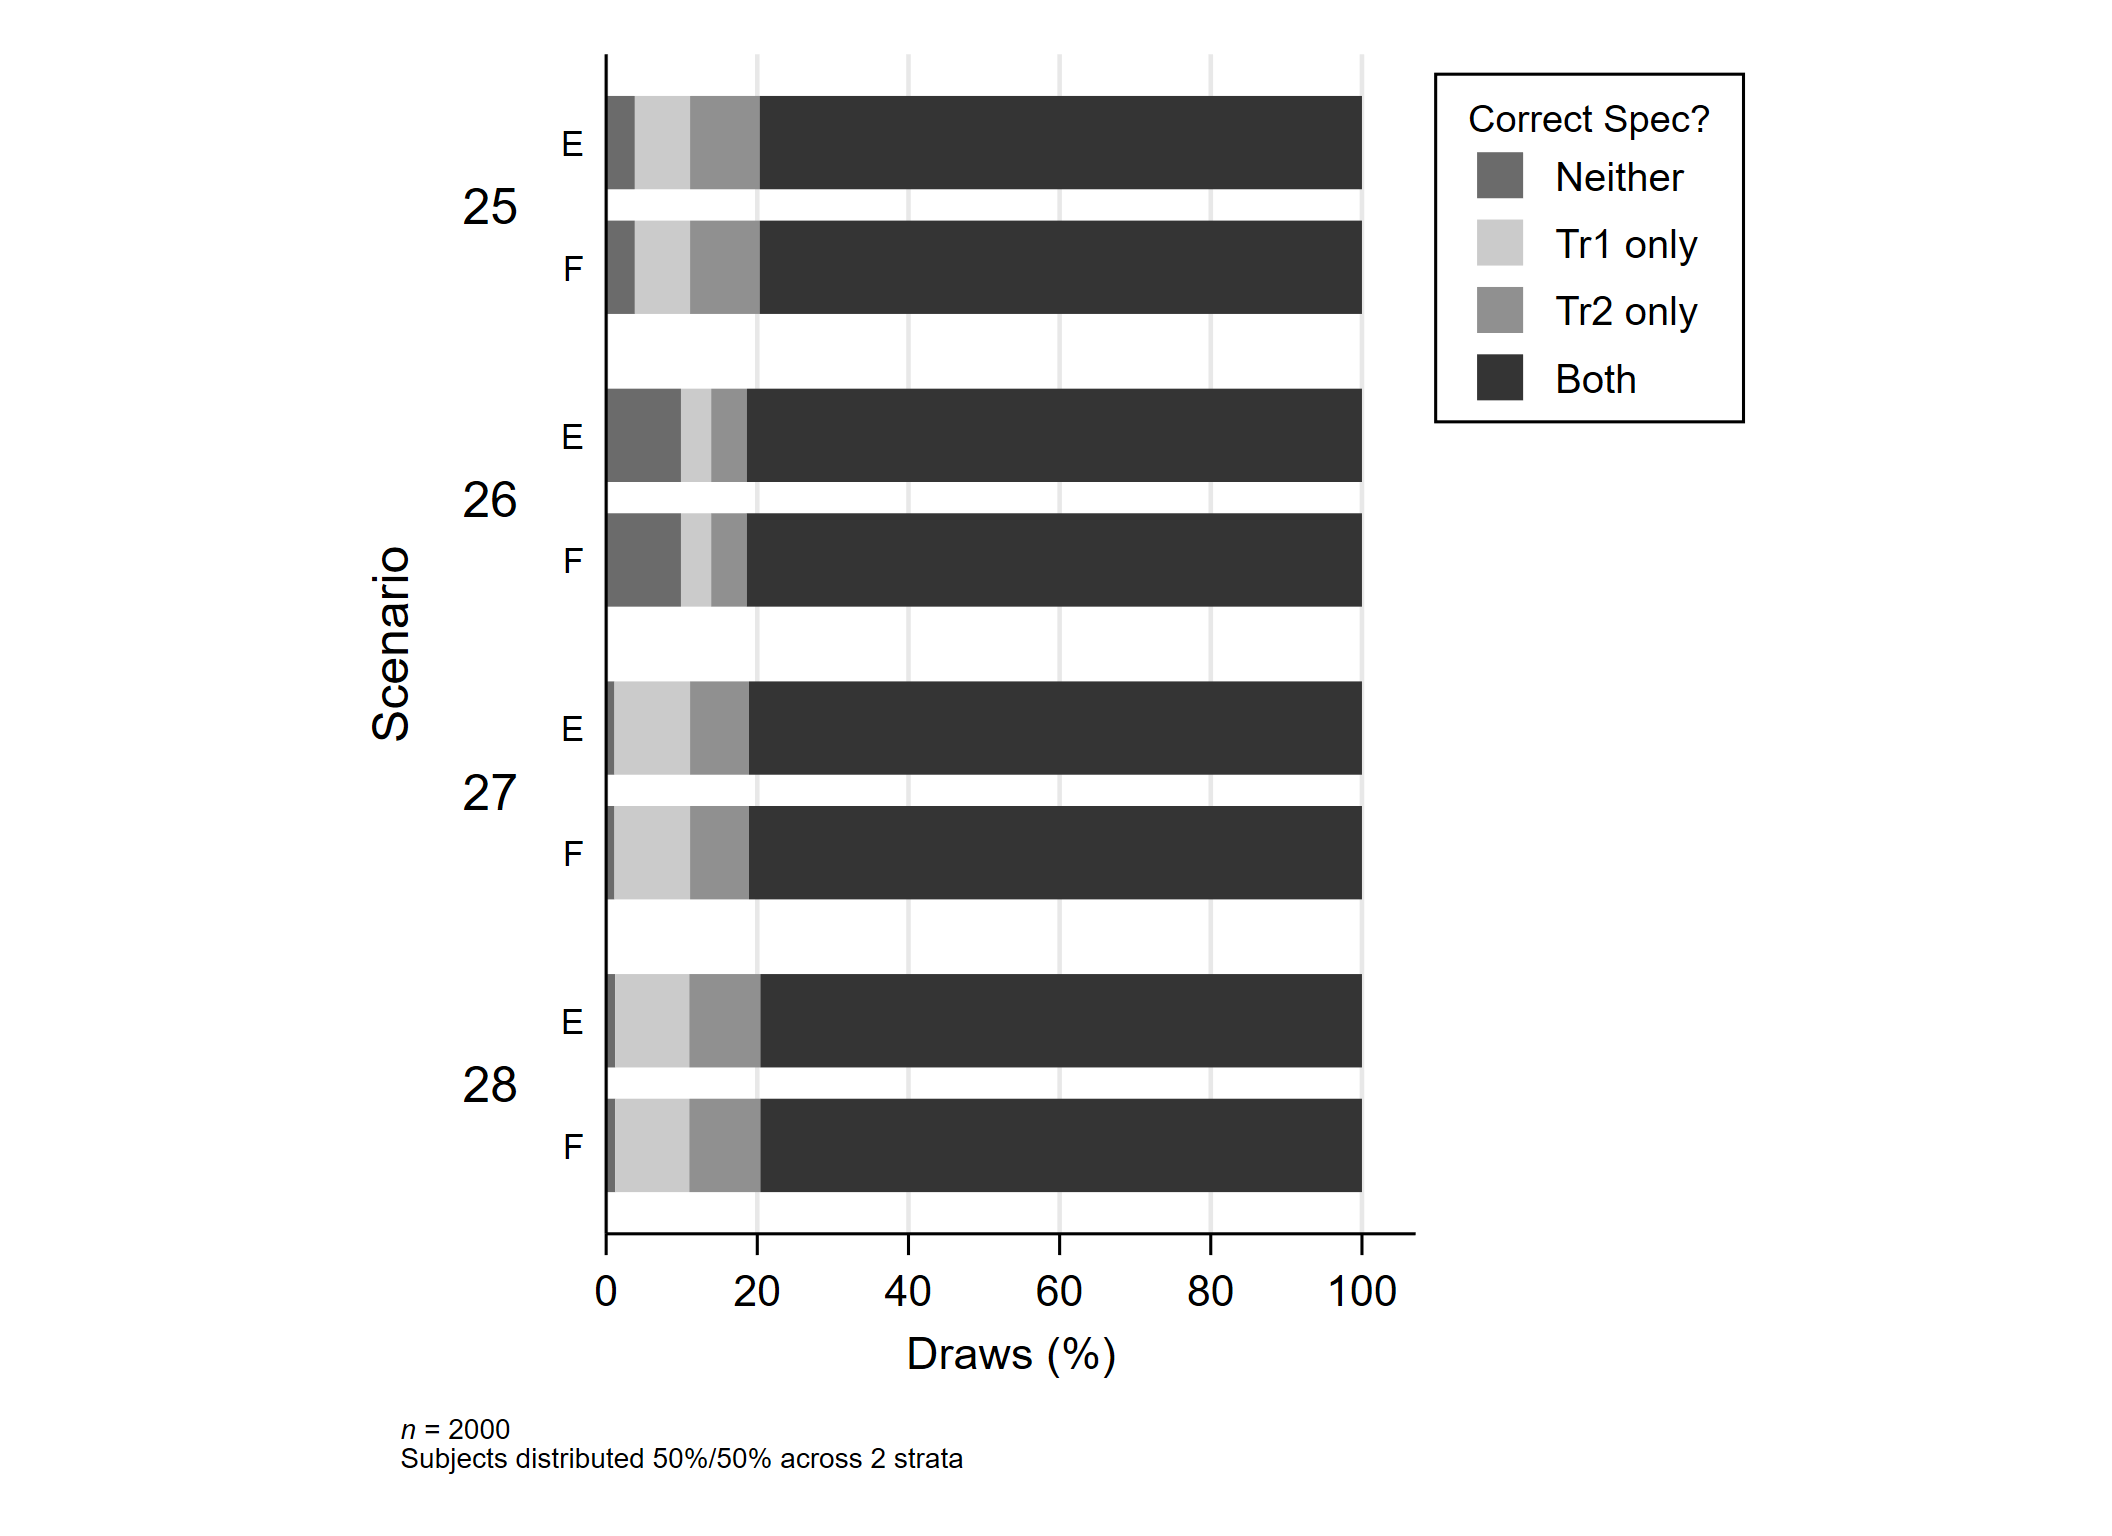 Correct Spec?
Neither
Tr1 only
Tr2 only
Both
Scenario
25
E
F
26
E
F
27
E
F
28
E
F
0 20 40 60 80 100
Draws (%)
n = 2000
Subjects distributed 50%/50% across 2 strata